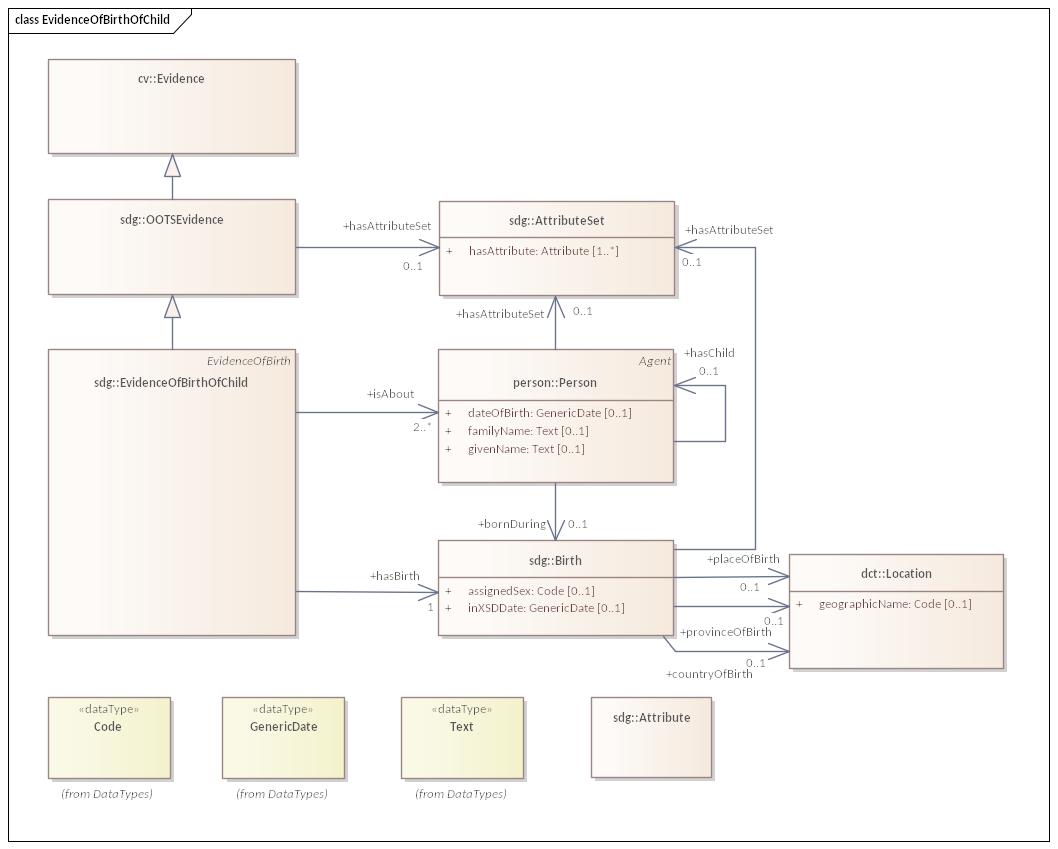 class EvidenceOfBirthOfChild
cv::Evidence
sdg::OOTSEvidence
+hasAttributeSet
0..1
sdg::AttributeSet
+ hasAttribute: Attribute [1..*]
+hasAttributeSet
0..1
+hasAttributeSet
0..1
EvidenceOfBirth
sdg::EvidenceOfBirthOfChild
+isAbout
2..*
Agent
person::Person
+ dateOfBirth: GenericDate [0..1]
+ familyName: Text [0..1]
+ givenName: Text [0..1]
+hasChild
0..1
+bornDuring
0..1
+hasBirth
1
sdg::Birth
+ assignedSex: Code [0..1]
+ inXSDDate: GenericDate [0..1]
+placeOfBirth
0..1
0..1
+provinceOfBirth
0..1
+countryOfBirth
dct::Location
+ geographicName: Code [0..1]
«dataType»
Code
(from DataTypes)
«dataType»
GenericDate
(from DataTypes)
«dataType»
Text
(from DataTypes)
sdg::Attribute